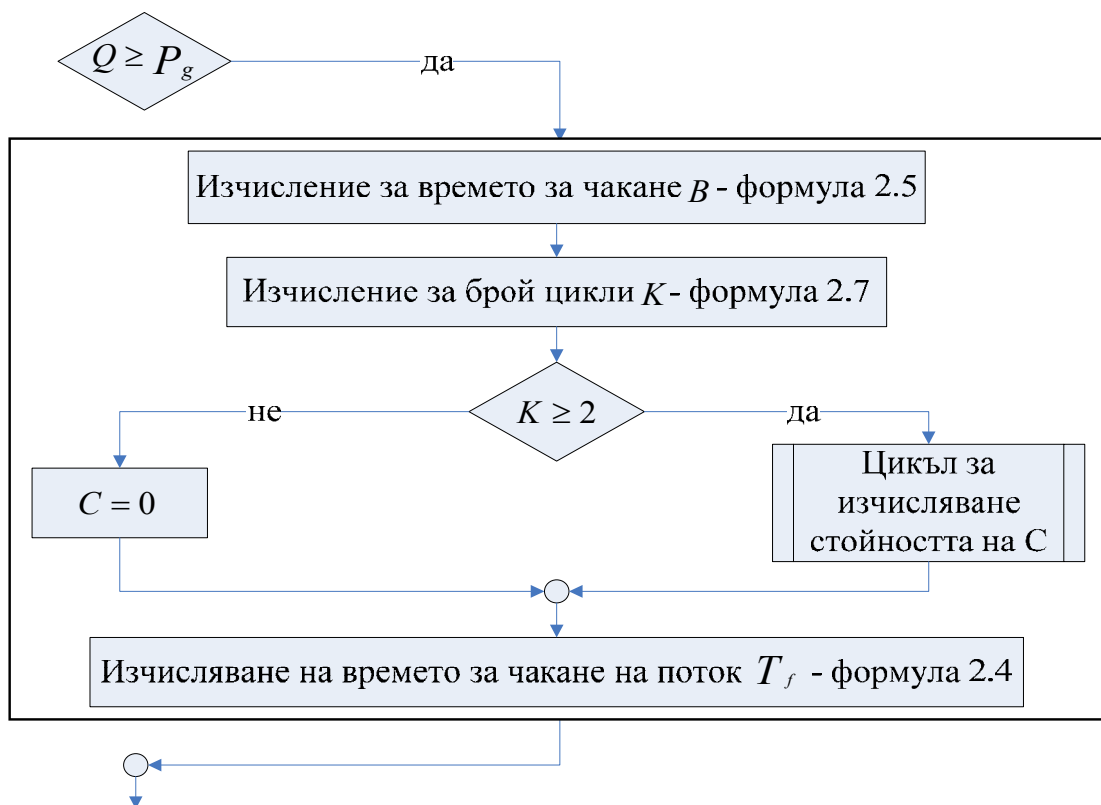 Q ≥ P_g
да
Изчисление за времето за чакане B - формула 2.5
Изчисление за брой цикли K - формула 2.7
K ≥ 2
не
да
C = 0
Цикъл за
изчисляване
стойността на С
Изчисляване на времето за чакане на поток T_f - формула 2.4